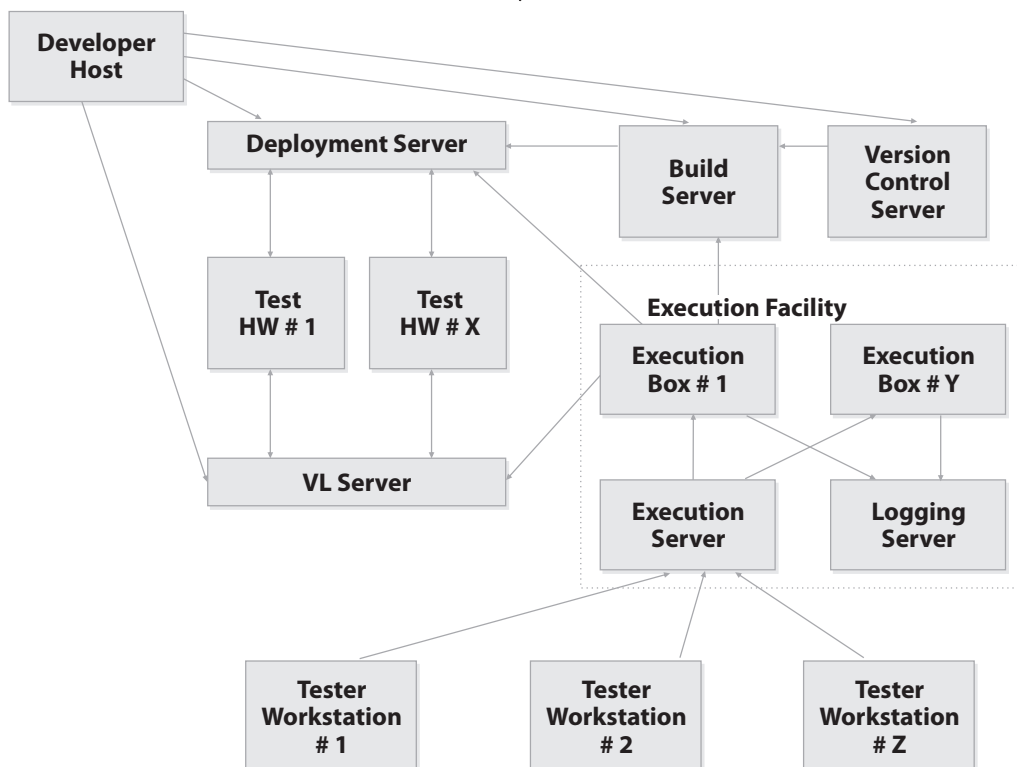 Developer
Host
Deployment Server
Build
Server
Version
Control
Server
Test
HW # 1
Test
HW # X
Execution Facility
Execution
Box # 1
Execution
Box # Y
VL Server
Execution
Server
Logging
Server
Tester
Workstation
# 1
Tester
Workstation
# 2
Tester
Workstation
# Z